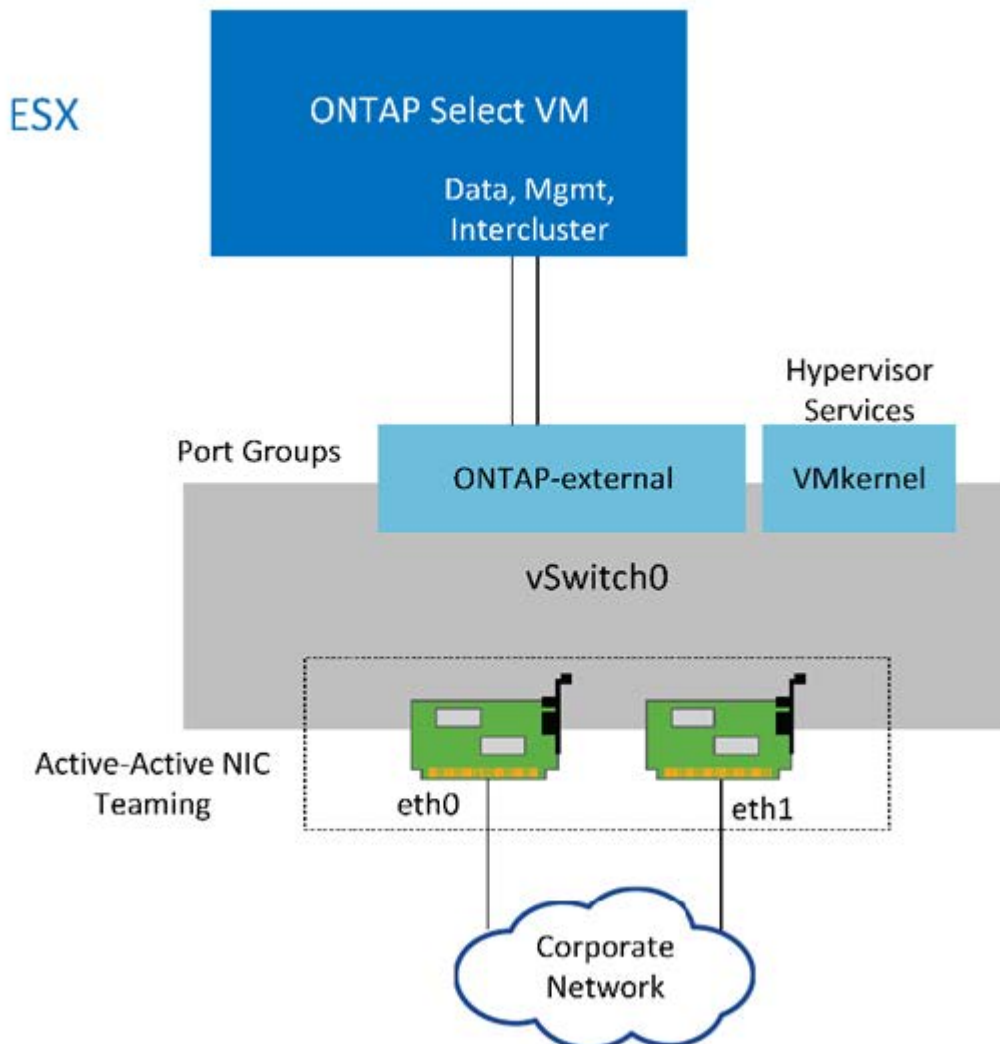 ESX
ONTAP Select VM
Data, Mgmt,
Intercluster
Hypervisor
Services
Port Groups
ONTAP-external
VMkernel
vSwitch0
Active-Active NIC
Teaming
eth0
eth1
Corporate
Network